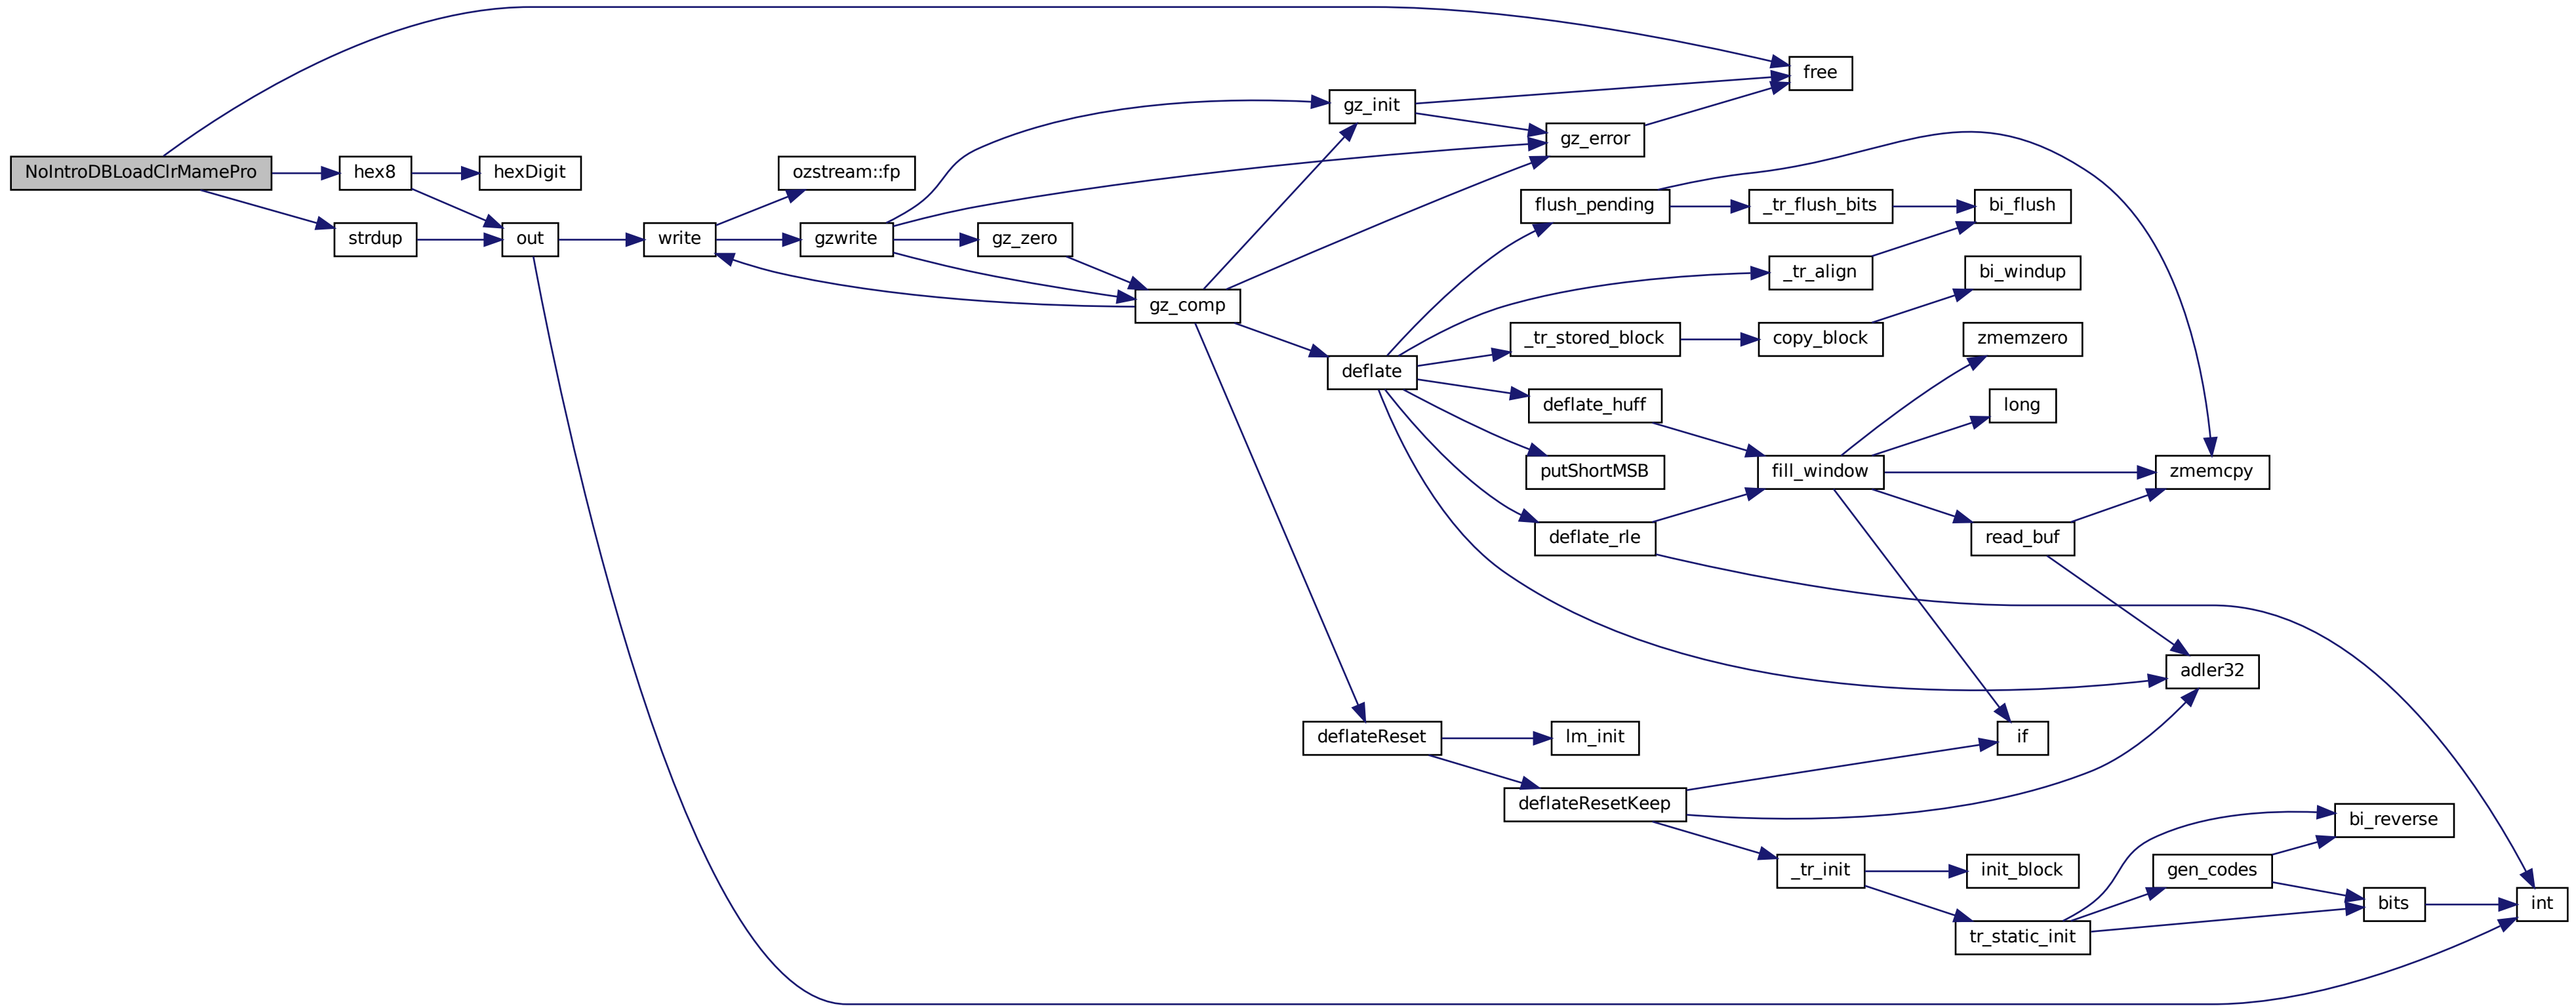 free
gz_init
gz_error
NoIntroDBLoadClrMamePro
hex8
hexDigit
ozstream::fp
strdup
out
write
gzwrite
gz_zero
gz_comp
flush_pending
_tr_flush_bits
bi_flush
_tr_align
bi_windup
_tr_stored_block
copy_block
zmemzero
deflate
deflate_huff
long
putShortMSB
fill_window
zmemcpy
deflate_rle
read_buf
adler32
deflateReset
lm_init
if
deflateResetKeep
bi_reverse
_tr_init
init_block
gen_codes
bits
int
tr_static_init